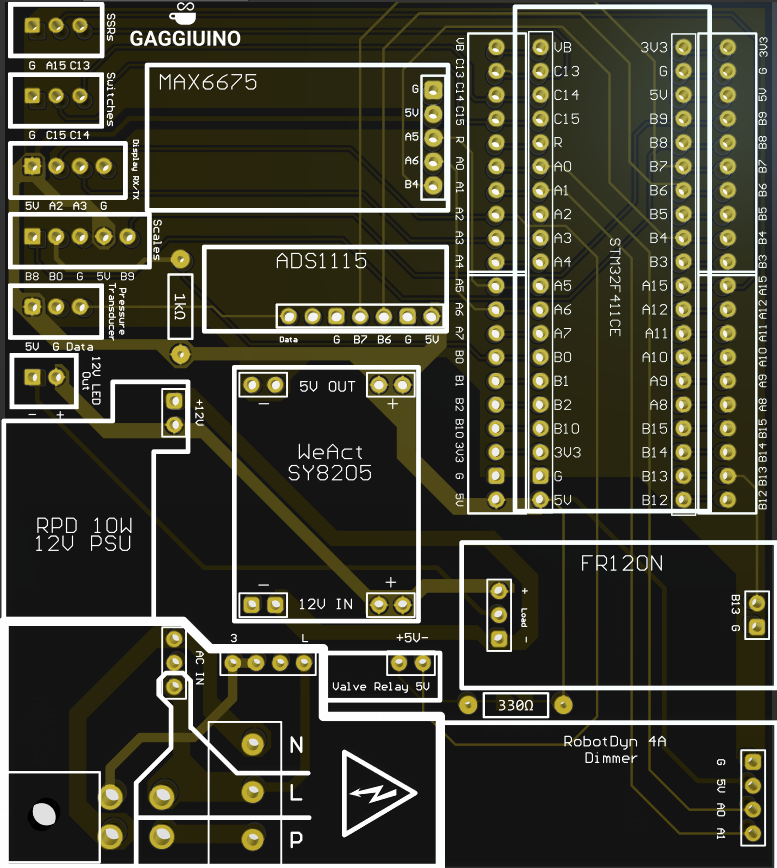 GAGGIUINO
SSRs
G A15 C13
Switches
G C15 C14
Display RX/TX
5V A2 A3 G
Scales
B8 B0 G 5V B9
Pressure
Transducer
5V G Data
12V LED
Out
- +
MAX6675
G
5V
A5
A6
B4
ADS1115
Data G B7 B6 G 5V
1kΩ
+12V
RPD 10W
12V PSU
5V OUT
- +
WeAct
SY8205
- +
12V IN
VB VB 3V3 3V3
C13 C13 G G
C14 C14 5V 5V
C15 C15 B9 B9
R R B8 B8
A0 A0 B7 B7
A1 A1 B6 B6
A2 A2 B5 B5
A3 A3 B4 B4
A4 A4 B3 B3
A5 A5 A15 A15
A6 A6 A12 A12
A7 A7 A11 A11
B0 B0 A10 A10
B1 B1 A9 A9
B2 B2 A8 A8
B10 B10 B15 B15
3V3 3V3 B14 B14
G G B13 B13
5V 5V B12 B12
STM32F411CE
FR120N
+
Load
-
B13
G
AC IN
3 L
+5V-
Valve Relay 5V
330Ω
RobotDyn 4A
Dimmer
G
5V
A0
A1
N
L
P